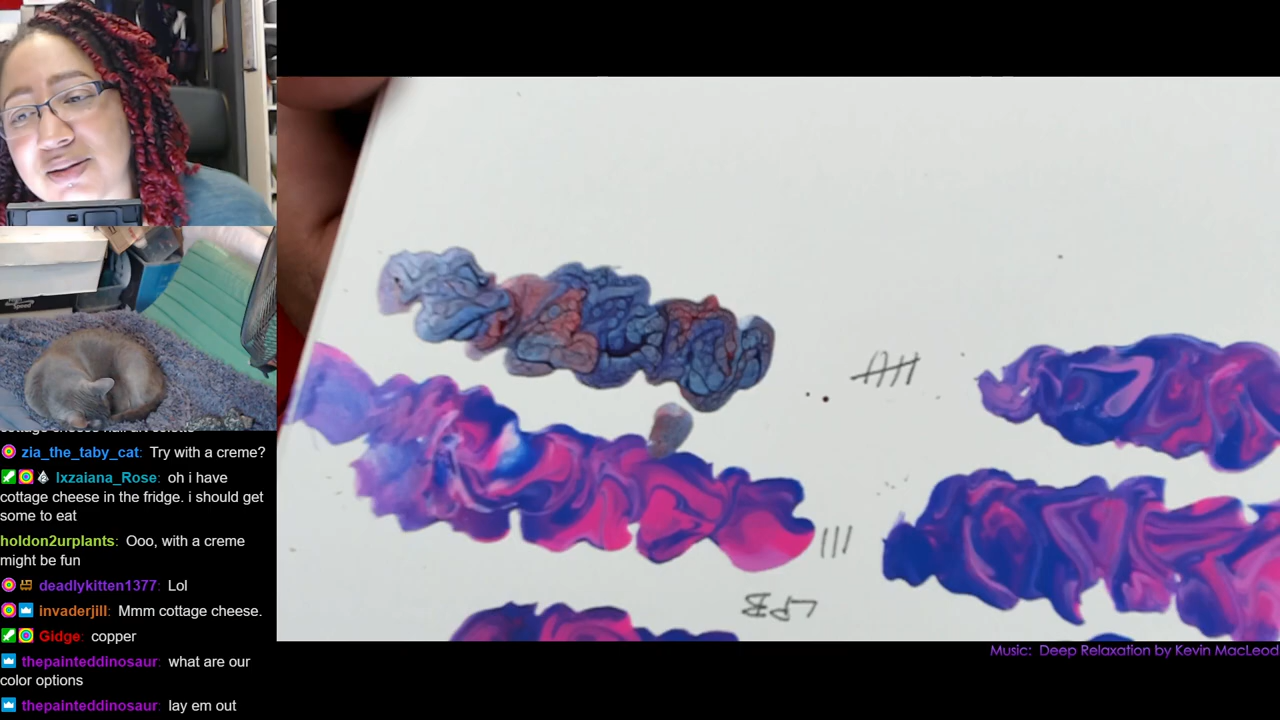 zia_the_taby_cat: Try with a creme?
Ixzaiana_Rose: oh i have
cottage cheese in the fridge. i should get
some to eat
holdon2urplants: Ooo, with a creme
might be fun
deadlykitten1377: Lol
invaderjill: Mmm cottage cheese.
Gidge: copper
thepainteddinosaur: what are our
color options
thepainteddinosaur: lay em out
LPB
Music: Deep Relaxation by Kevin MacLeod